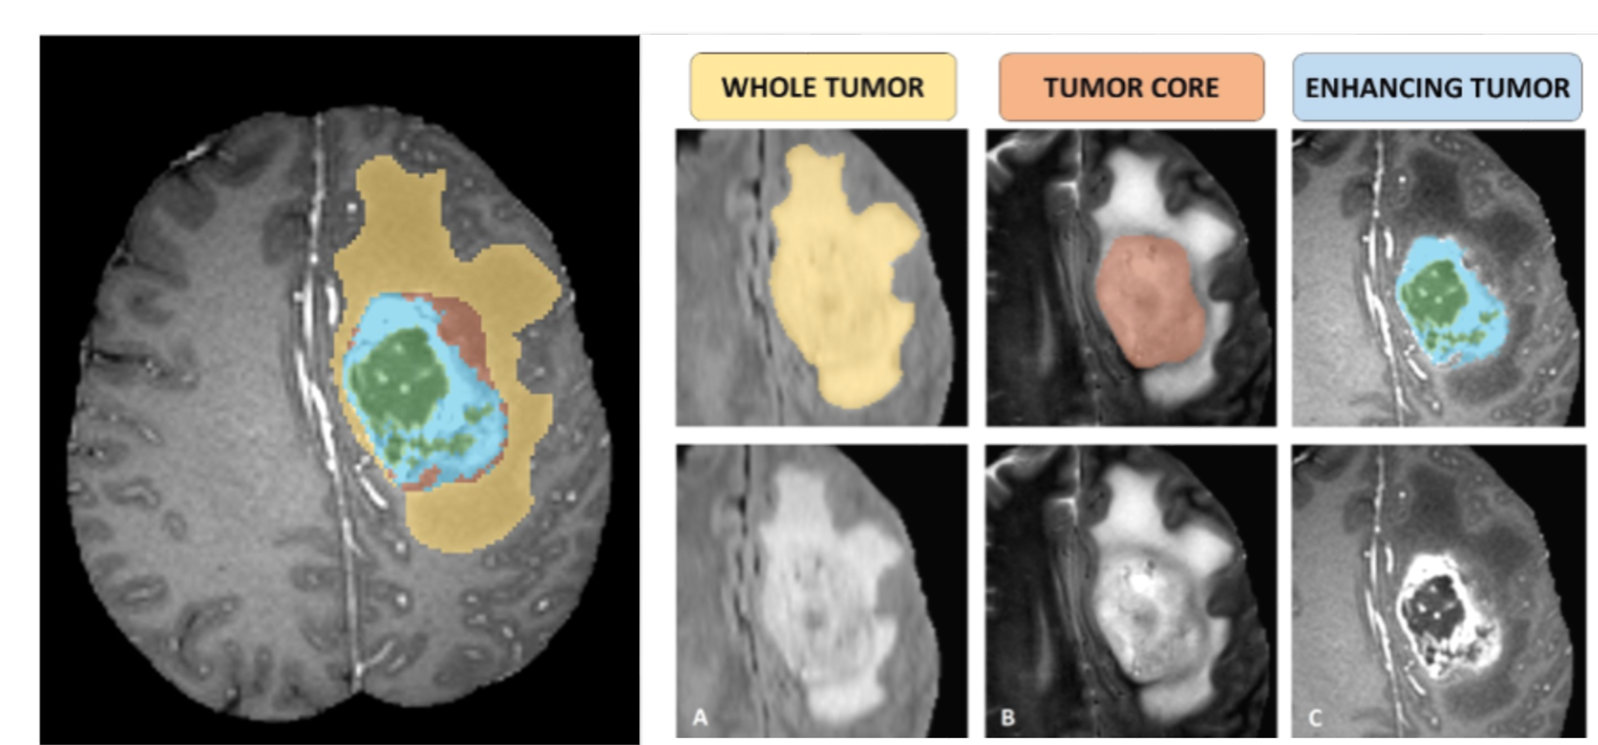 WHOLE TUMOR
TUMOR CORE
ENHANCING TUMOR
A
B
C